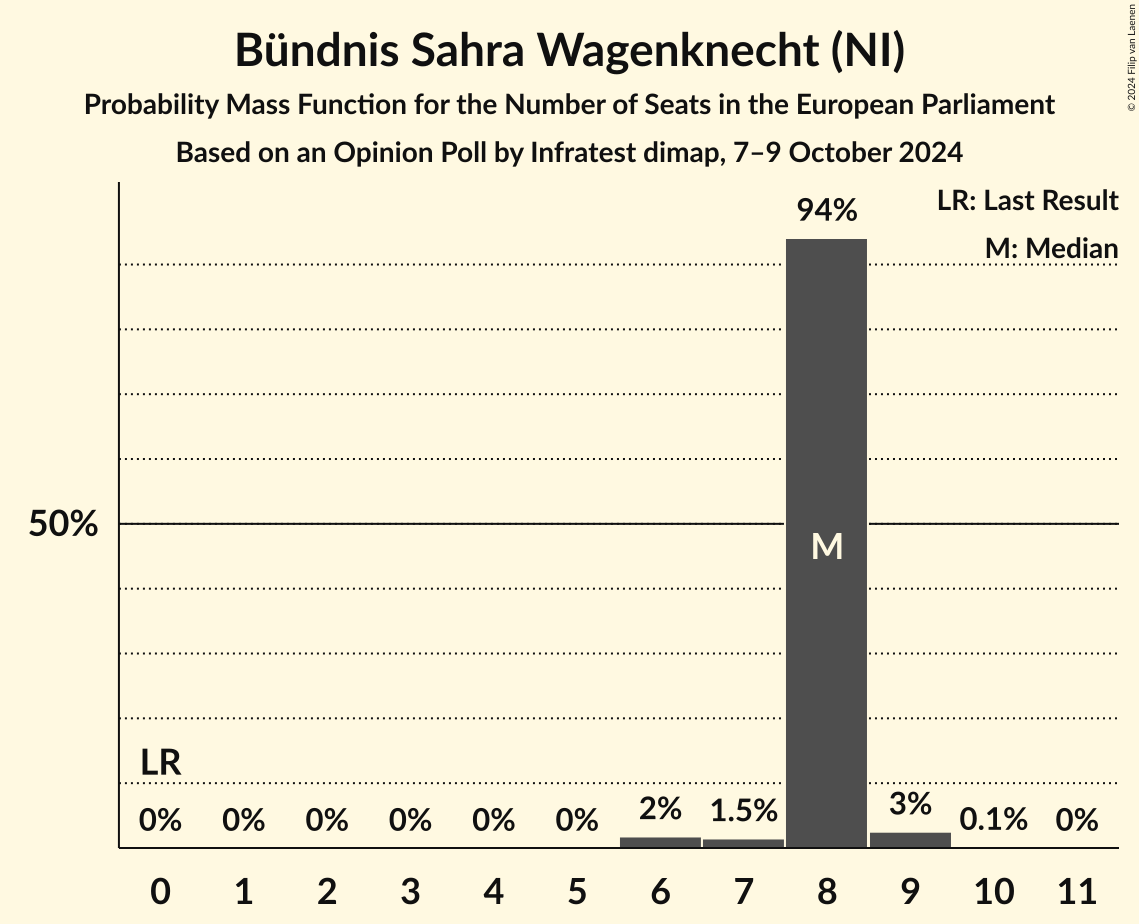 Bündnis Sahra Wagenknecht (NI)
Probability Mass Function for the Number of Seats in the European Parliament
Based on an Opinion Poll by Infratest dimap, 7–9 October 2024
© 2024 Filip van Laenen
LR: Last Result
M: Median
94%
50%
M
LR
0% 0% 0% 0% 0% 0% 2% 1.5% 3% 0.1% 0%
0 1 2 3 4 5 6 7 8 9 10 11